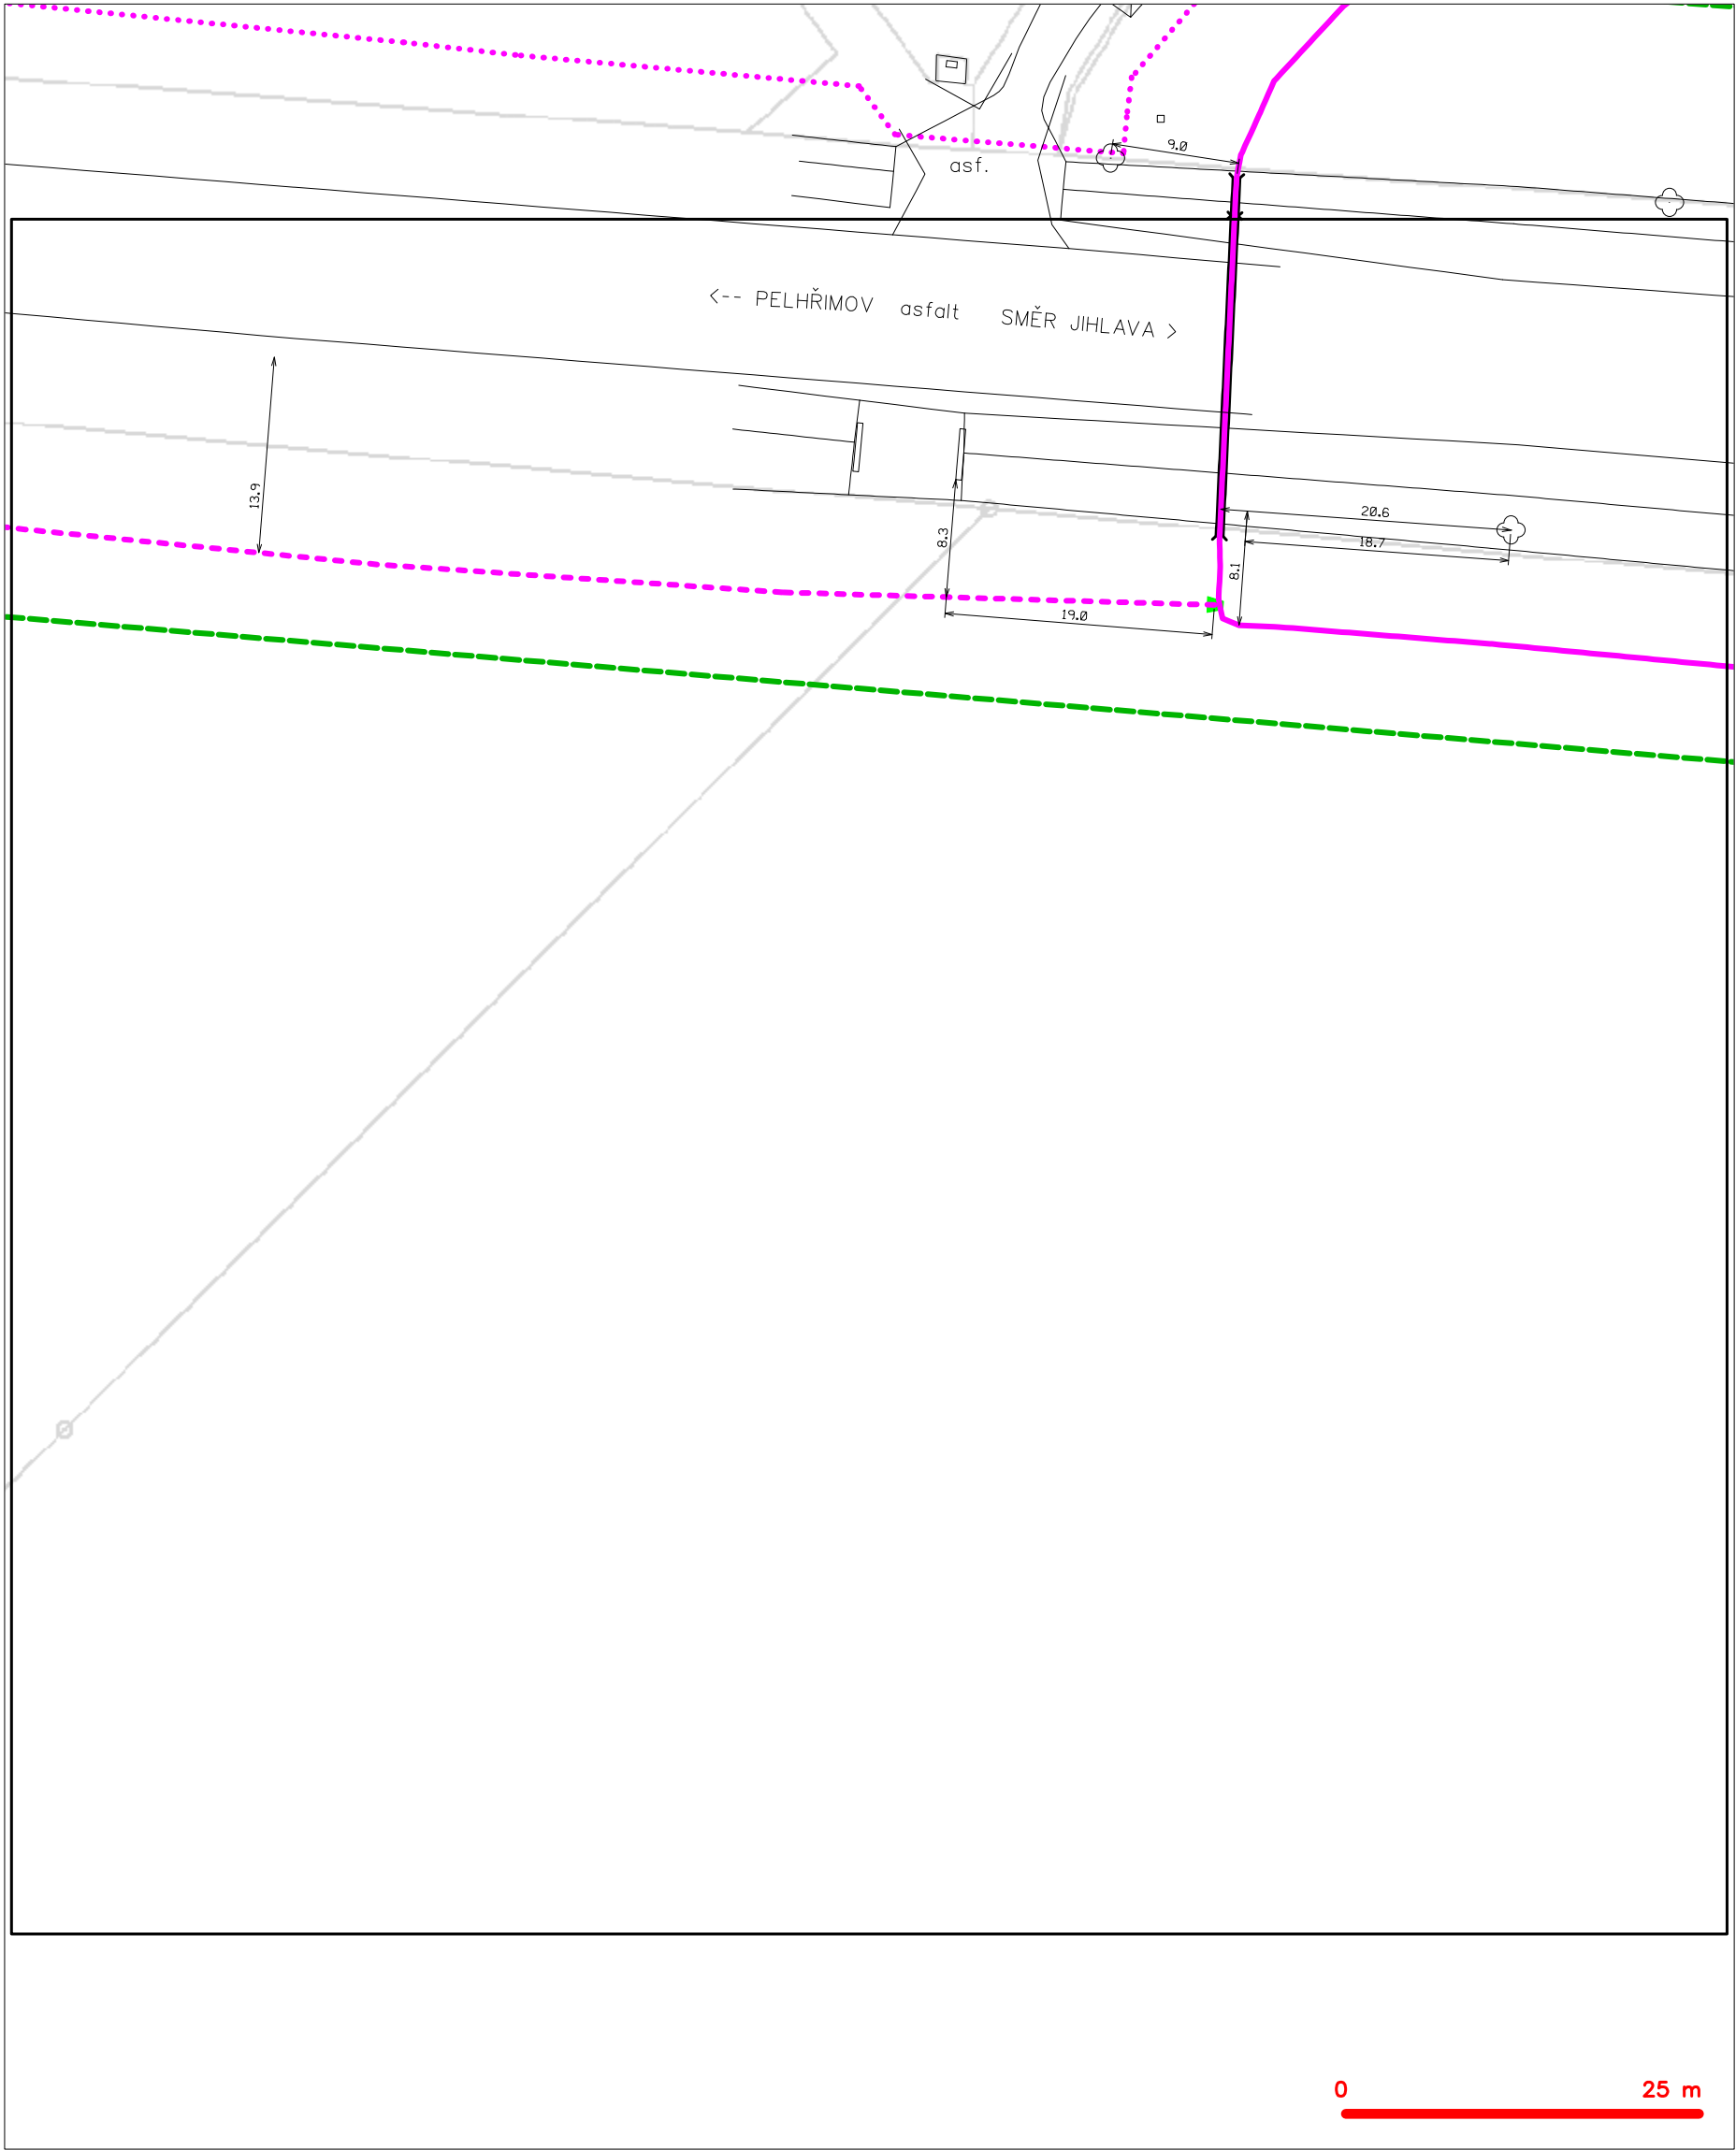 9.0
asf.
<-- PELHŘIMOV asfalt SMĚR JIHLAVA >
13.9
20.6
8.3
18.7
8.1
19.0
0 25 m